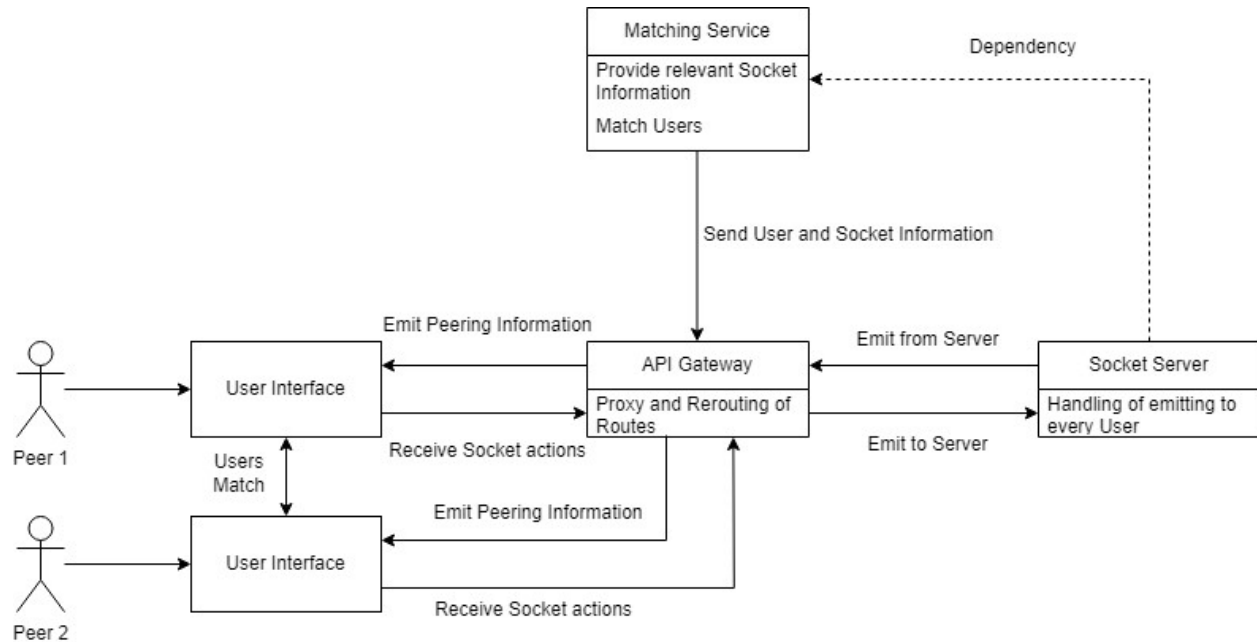 Matching Service
Dependency
Provide relevant Socket
Information
Match Users
Send User and Socket Information
Emit Peering Information
Emit from Server
User Interface
API Gateway
Socket Server
Proxy and Rerouting of
Routes
Handling of emitting to
every User
Peer 1
Receive Socket actions
Emit to Server
Users
Match
Emit Peering Information
User Interface
Receive Socket actions
Peer 2